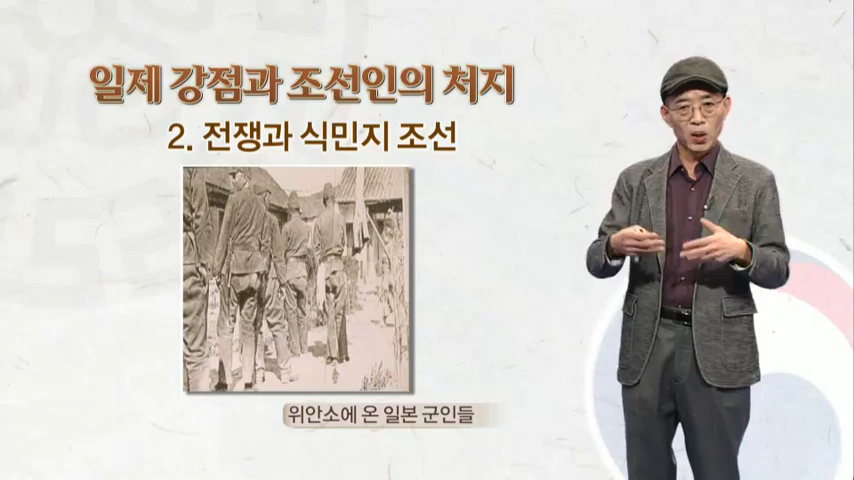 일제 강점과 조선인의 처지
2. 전쟁과 식민지 조선
위안소에 온 일본 군인들